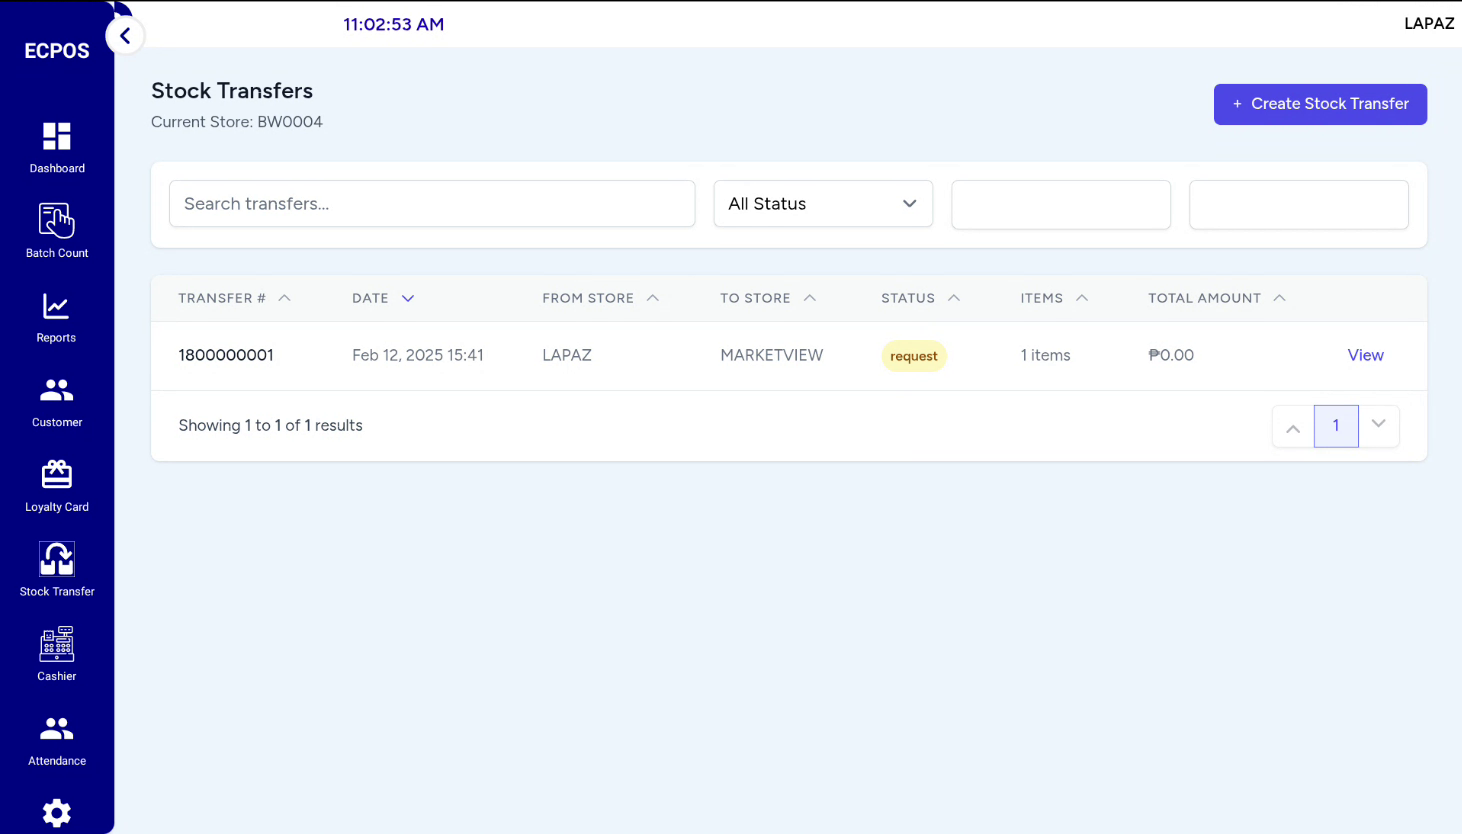 11:02:53 AM
LAPAZ
ECPOS
Dashboard
Batch Count
Reports
Customer
Loyalty Card
Stock Transfer
Cashier
Attendance
Stock Transfers
Current Store: BW0004
+ Create Stock Transfer
Search transfers...
All Status
TRANSFER # DATE FROM STORE TO STORE STATUS ITEMS TOTAL AMOUNT
1800000001 Feb 12, 2025 15:41 LAPAZ MARKETVIEW request 1 items ₱0.00 View
Showing 1 to 1 of 1 results
1